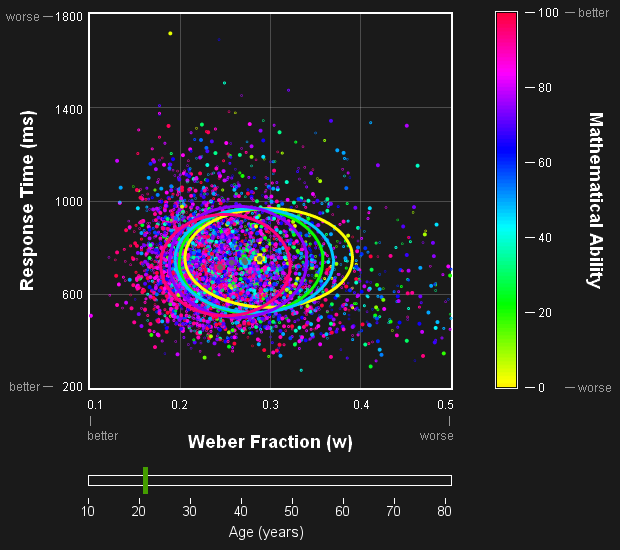 worse
1800
1400
1000
600
better
200
Response Time (ms)
0.1
0.2
0.3
0.4
0.5
better
worse
Weber Fraction (w)
100
better
80
60
40
20
0
worse
Mathematical Ability
10
20
30
40
50
60
70
80
Age (years)